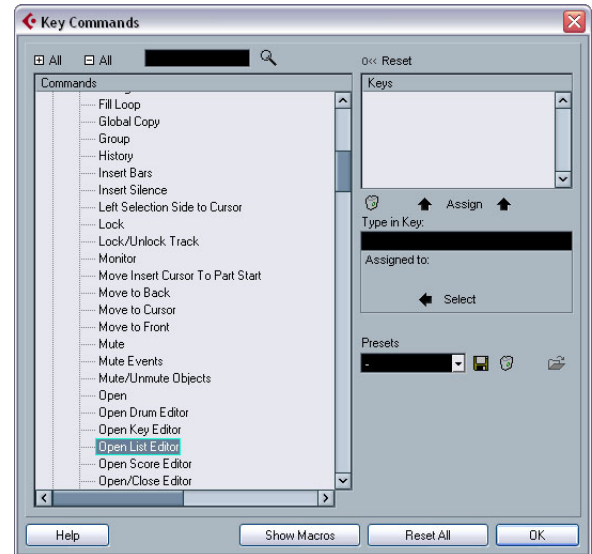 Key Commands
All
All
Reset
Commands
Fill Loop
Global Copy
Group
History
Insert Bars
Insert Silence
Left Selection Side to Cursor
Lock
Lock/Unlock Track
Monitor
Move Insert Cursor To Part Start
Move to Back
Move to Cursor
Move to Front
Mute
Mute Events
Mute/Unmute Objects
Open
Open Drum Editor
Open Key Editor
Open List Editor
Open Score Editor
Open/Close Editor
Keys
Assign
Type in Key:
Assigned to:
Select
Presets
-
Help
Show Macros
Reset All
OK